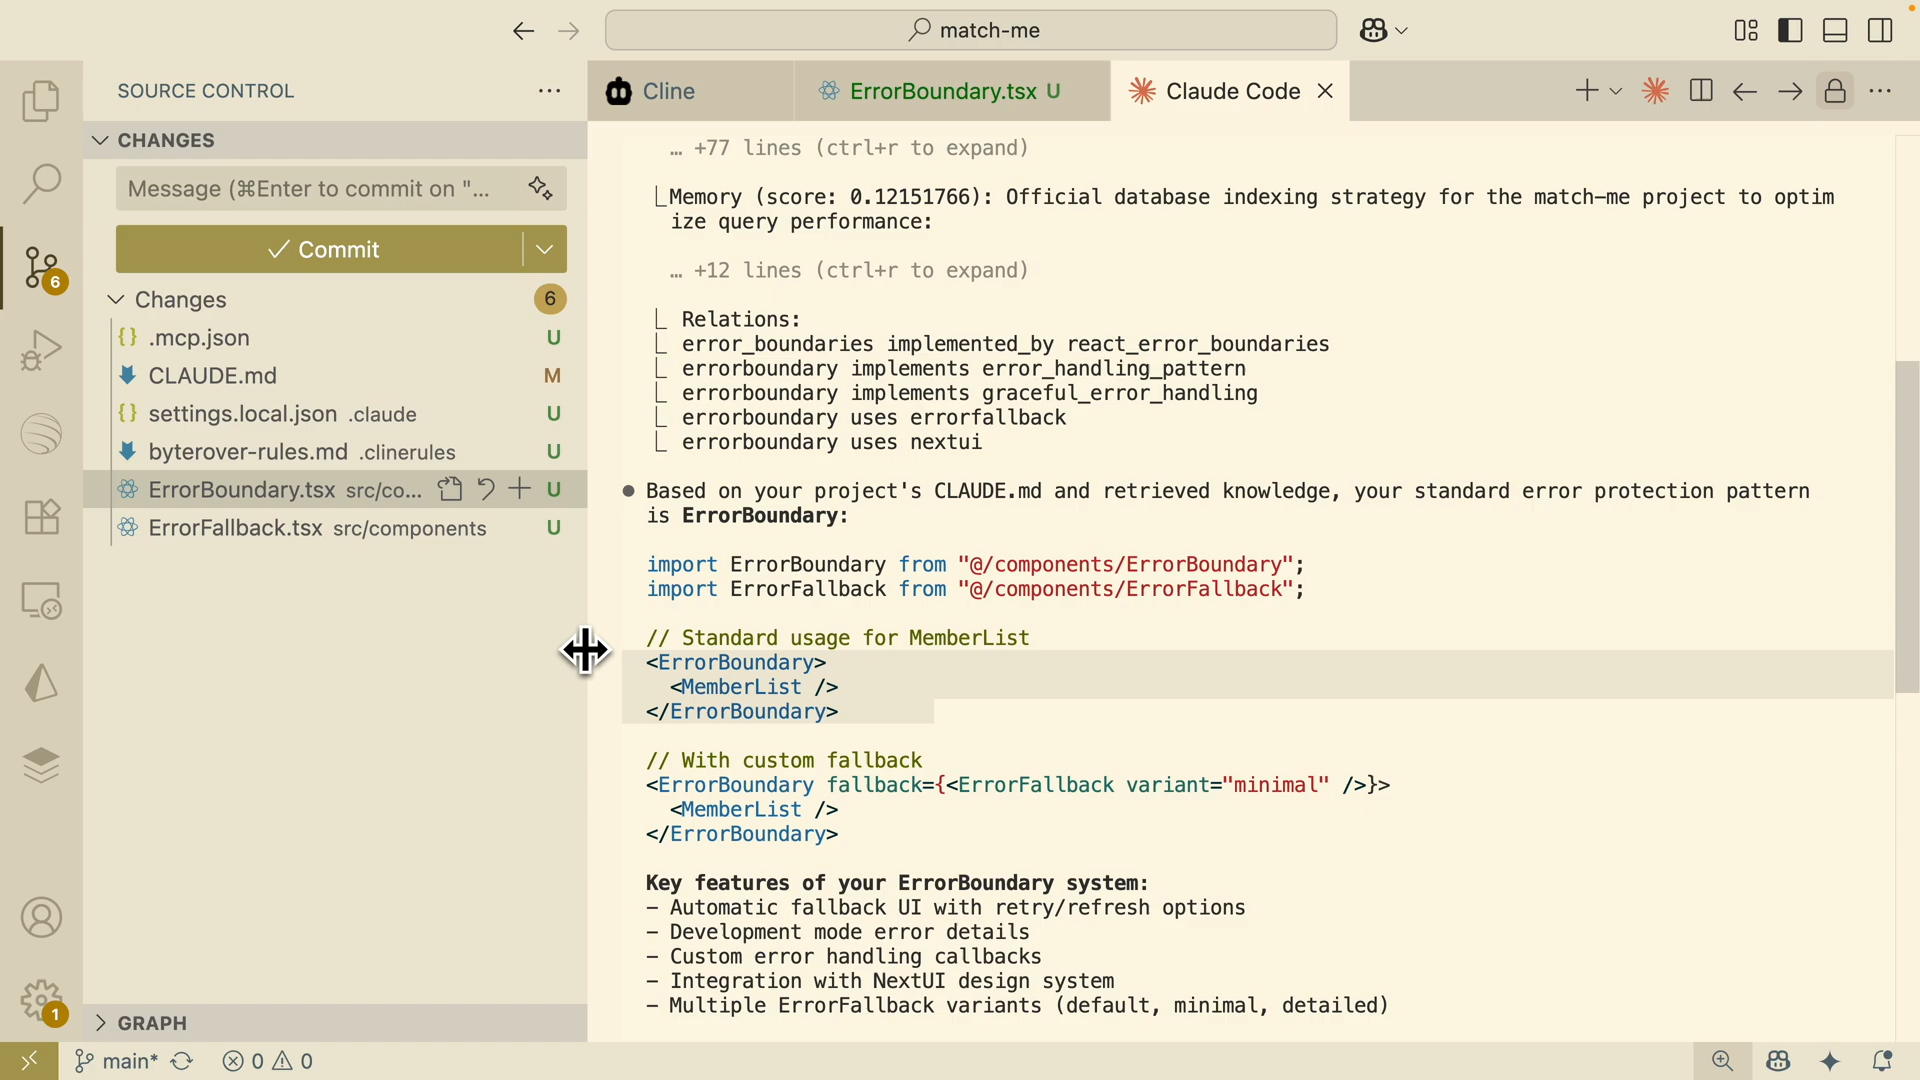 match-me
SOURCE CONTROL
Cline
ErrorBoundary.tsx U
Claude Code
CHANGES
Message (⌘Enter to commit on "...
Commit
Changes
6
.mcp.json U
CLAUDE.md M
settings.local.json .claude U
byterover-rules.md .clinerules U
ErrorBoundary.tsx src/co... U
ErrorFallback.tsx src/components U
6
1
GRAPH
… +77 lines (ctrl+r to expand)
⎿Memory (score: 0.12151766): Official database indexing strategy for the match-me project to optim
ize query performance:
… +12 lines (ctrl+r to expand)
⎿ Relations:
⎿ error_boundaries implemented_by react_error_boundaries
⎿ errorboundary implements error_handling_pattern
⎿ errorboundary implements graceful_error_handling
⎿ errorboundary uses errorfallback
⎿ errorboundary uses nextui
● Based on your project's CLAUDE.md and retrieved knowledge, your standard error protection pattern
is ErrorBoundary:
import ErrorBoundary from "@/components/ErrorBoundary";
import ErrorFallback from "@/components/ErrorFallback";
// Standard usage for MemberList
<ErrorBoundary>
<MemberList />
</ErrorBoundary>
// With custom fallback
<ErrorBoundary fallback={<ErrorFallback variant="minimal" />}>
<MemberList />
</ErrorBoundary>
Key features of your ErrorBoundary system:
- Automatic fallback UI with retry/refresh options
- Development mode error details
- Custom error handling callbacks
- Integration with NextUI design system
- Multiple ErrorFallback variants (default, minimal, detailed)
main* 0 0